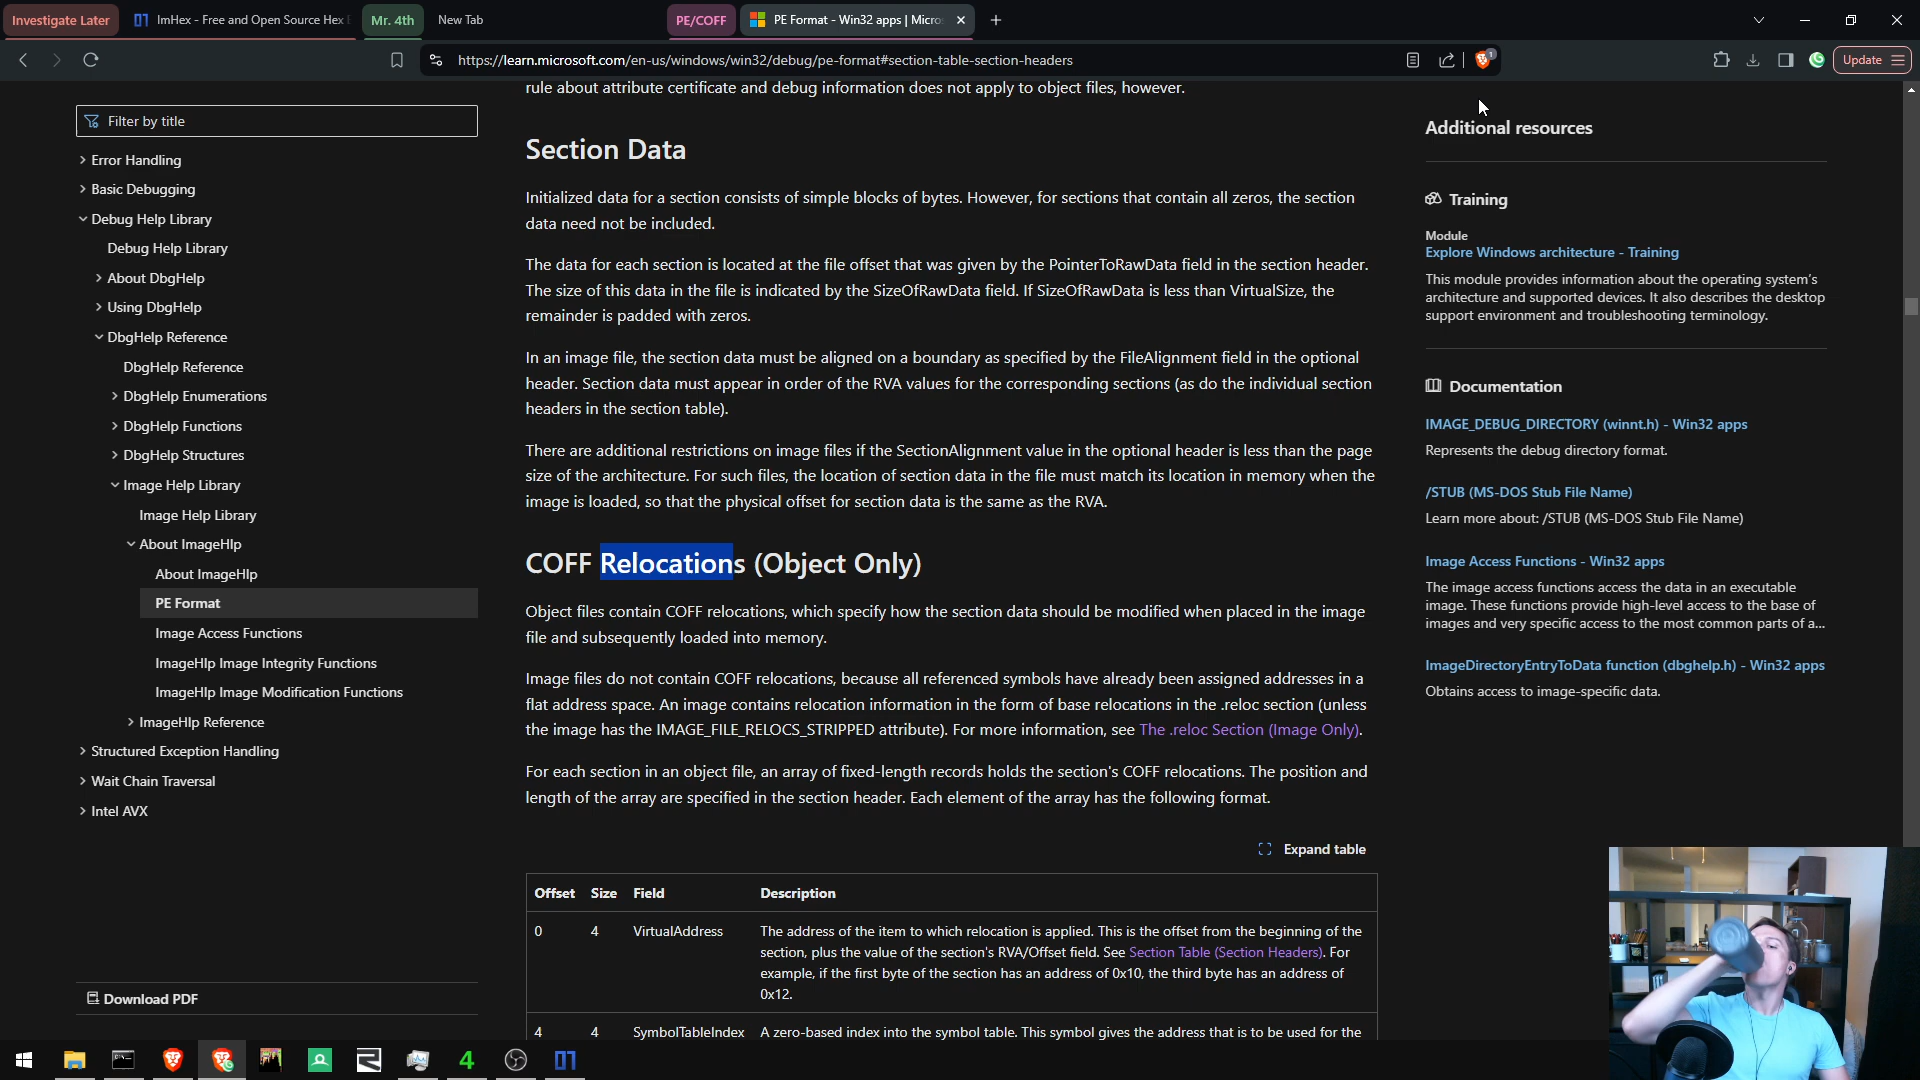 Investigate Later
ImHex - Free and Open Source Hex E
Mr. 4th
New Tab
PE/COFF
PE Format - Win32 apps | Micro
https://learn.microsoft.com/en-us/windows/win32/debug/pe-format#section-table-section-headers
1
Update
Filter by title
Error Handling
Basic Debugging
Debug Help Library
Debug Help Library
About DbgHelp
Using DbgHelp
DbgHelp Reference
DbgHelp Reference
DbgHelp Enumerations
DbgHelp Functions
DbgHelp Structures
Image Help Library
Image Help Library
About ImageHlp
About ImageHlp
PE Format
Image Access Functions
ImageHlp Image Integrity Functions
ImageHlp Image Modification Functions
ImageHlp Reference
Structured Exception Handling
Wait Chain Traversal
Intel AVX
Download PDF
rule about attribute certificate and debug information does not apply to object files, however.
Section Data
Initialized data for a section consists of simple blocks of bytes. However, for sections that contain all zeros, the section
data need not be included.
The data for each section is located at the file offset that was given by the PointerToRawData field in the section header.
The size of this data in the file is indicated by the SizeOfRawData field. If SizeOfRawData is less than VirtualSize, the
remainder is padded with zeros.
In an image file, the section data must be aligned on a boundary as specified by the FileAlignment field in the optional
header. Section data must appear in order of the RVA values for the corresponding sections (as do the individual section
headers in the section table).
There are additional restrictions on image files if the SectionAlignment value in the optional header is less than the page
size of the architecture. For such files, the location of section data in the file must match its location in memory when the
image is loaded, so that the physical offset for section data is the same as the RVA.
COFF Relocations (Object Only)
Object files contain COFF relocations, which specify how the section data should be modified when placed in the image
file and subsequently loaded into memory.
Image files do not contain COFF relocations, because all referenced symbols have already been assigned addresses in a
flat address space. An image contains relocation information in the form of base relocations in the .reloc section (unless
the image has the IMAGE_FILE_RELOCS_STRIPPED attribute). For more information, see The .reloc Section (Image Only).
For each section in an object file, an array of fixed-length records holds the section's COFF relocations. The position and
length of the array are specified in the section header. Each element of the array has the following format.
Expand table
Offset Size Field Description
0 4 VirtualAddress The address of the item to which relocation is applied. This is the offset from the beginning of the
section, plus the value of the section's RVA/Offset field. See Section Table (Section Headers). For
example, if the first byte of the section has an address of 0x10, the third byte has an address of
0x12.
4 4 SymbolTableIndex A zero-based index into the symbol table. This symbol gives the address that is to be used for the
Additional resources
Training
Module
Explore Windows architecture - Training
This module provides information about the operating system's
architecture and supported devices. It also describes the desktop
support environment and troubleshooting terminology.
Documentation
IMAGE_DEBUG_DIRECTORY (winnt.h) - Win32 apps
Represents the debug directory format.
/STUB (MS-DOS Stub File Name)
Learn more about: /STUB (MS-DOS Stub File Name)
Image Access Functions - Win32 apps
The image access functions access the data in an executable
image. These functions provide high-level access to the base of
images and very specific access to the most common parts of a...
ImageDirectoryEntryToData function (dbghelp.h) - Win32 apps
Obtains access to image-specific data.
4